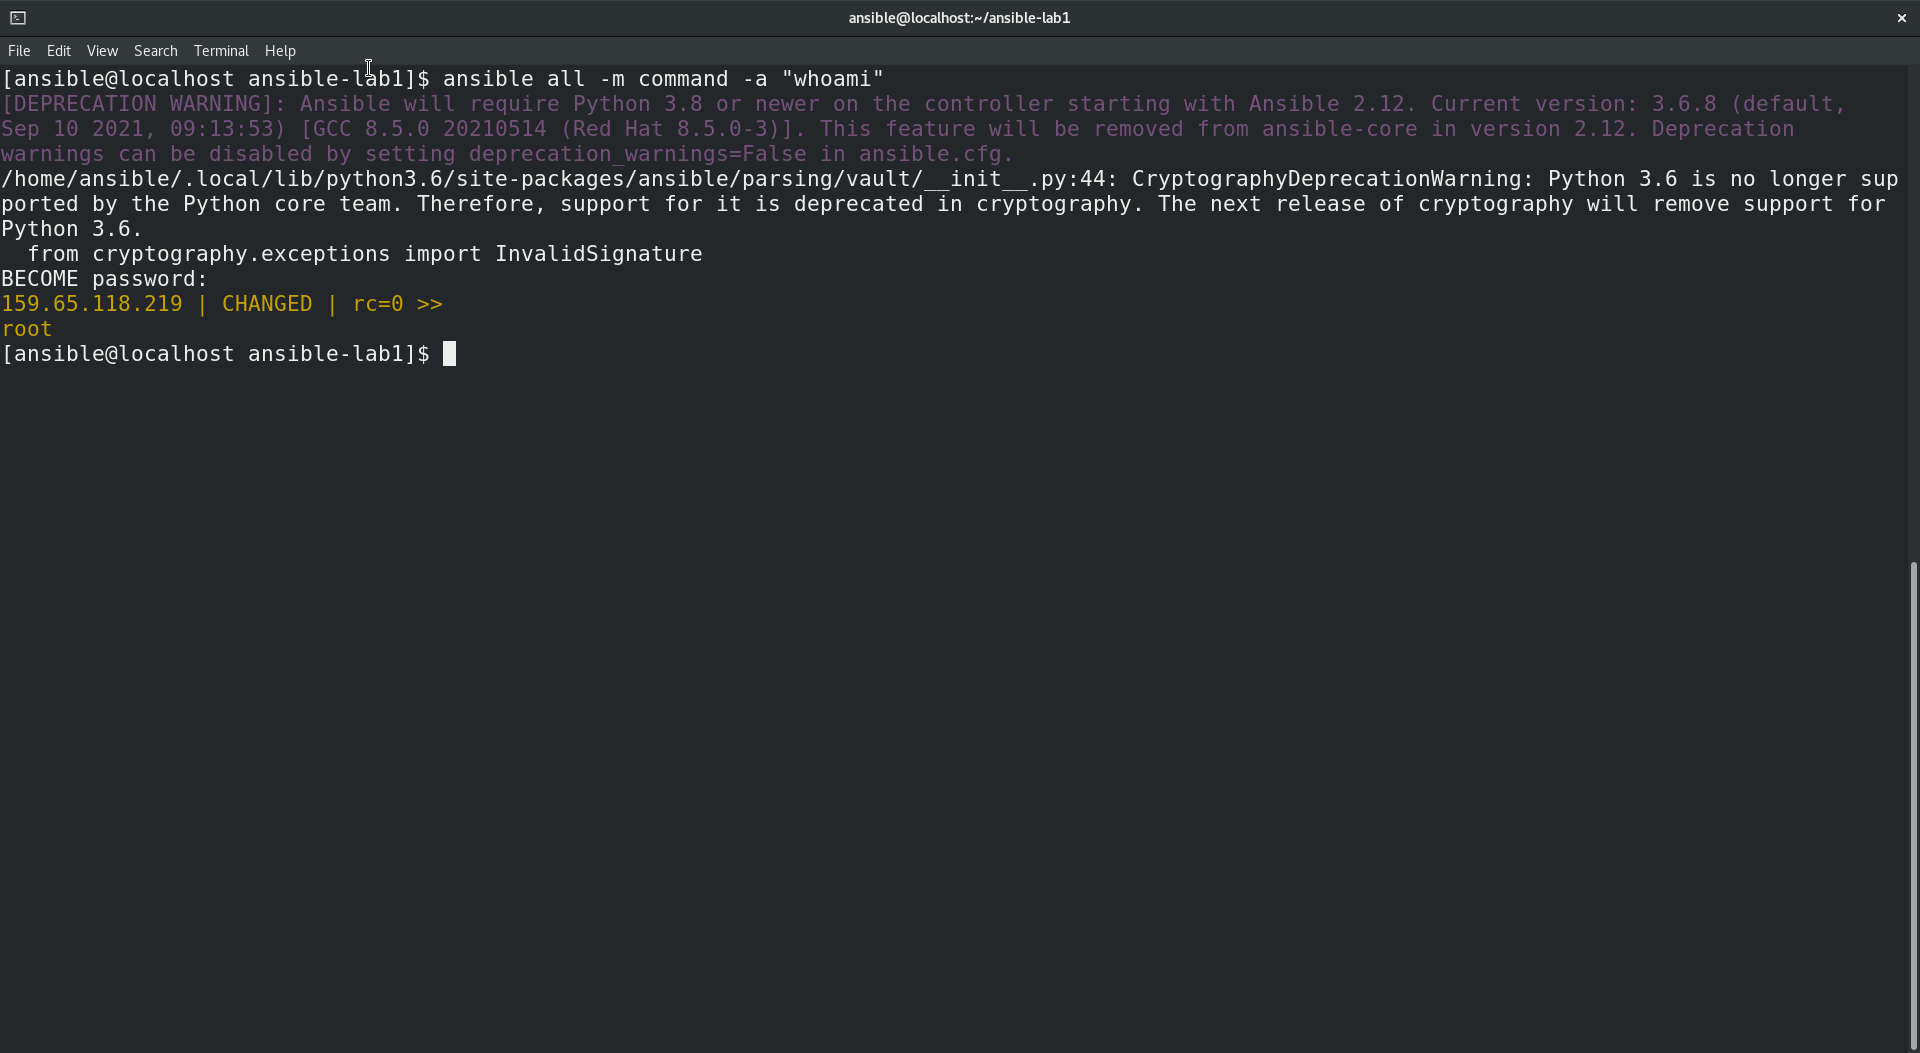 ansible@localhost:~/ansible-lab1
File Edit View Search Terminal Help
[ansible@localhost ansible-lab1]$ ansible all -m command -a "whoami"
[DEPRECATION WARNING]: Ansible will require Python 3.8 or newer on the controller starting with Ansible 2.12. Current version: 3.6.8 (default,
Sep 10 2021, 09:13:53) [GCC 8.5.0 20210514 (Red Hat 8.5.0-3)]. This feature will be removed from ansible-core in version 2.12. Deprecation
warnings can be disabled by setting deprecation_warnings=False in ansible.cfg.
/home/ansible/.local/lib/python3.6/site-packages/ansible/parsing/vault/__init__.py:44: CryptographyDeprecationWarning: Python 3.6 is no longer sup
ported by the Python core team. Therefore, support for it is deprecated in cryptography. The next release of cryptography will remove support for
Python 3.6.
  from cryptography.exceptions import InvalidSignature
BECOME password:
159.65.118.219 | CHANGED | rc=0 >>
root
[ansible@localhost ansible-lab1]$